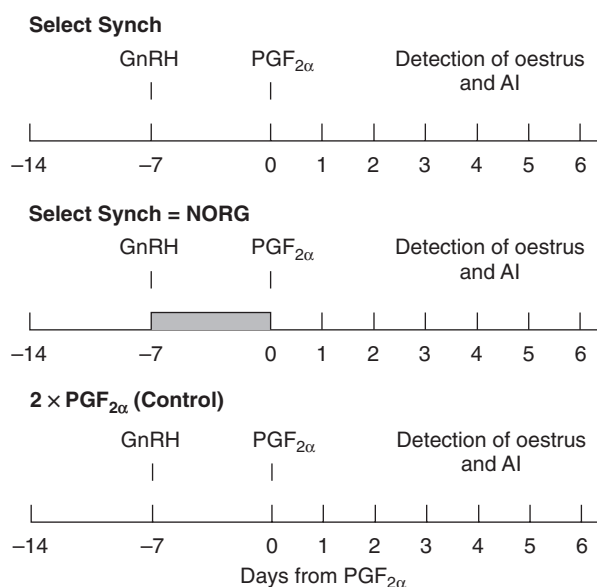 Select Synch
GnRH PGF2α Detection of oestrus
and AI
–14 –7 0 1 2 3 4 5 6
Select Synch = NORG
GnRH PGF2α Detection of oestrus
and AI
–14 –7 0 1 2 3 4 5 6
2 × PGF2α (Control)
GnRH PGF2α Detection of oestrus
and AI
–14 –7 0 1 2 3 4 5 6
Days from PGF2α